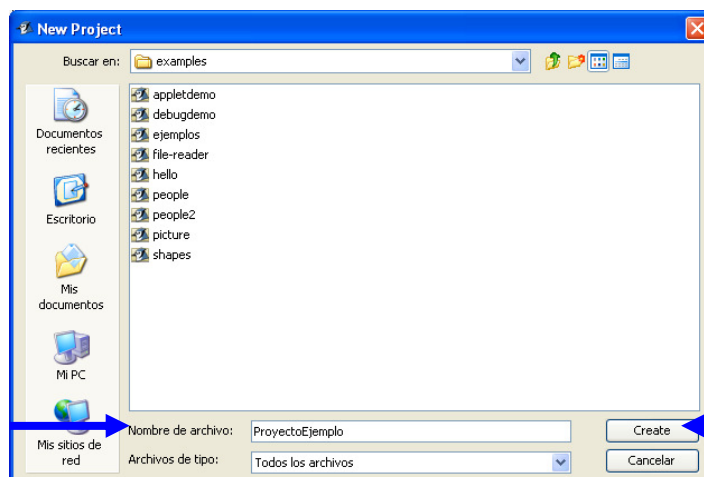 New Project
Buscar en:
examples
Documentos
recientes
Escritorio
Mis
documentos
Mi PC
Mis sitios de
red
appletdemo
debugdemo
ejemplos
file-reader
hello
people
people2
picture
shapes
Nombre de archivo:
ProyectoEjemplo
Create
Archivos de tipo:
Todos los archivos
Cancelar